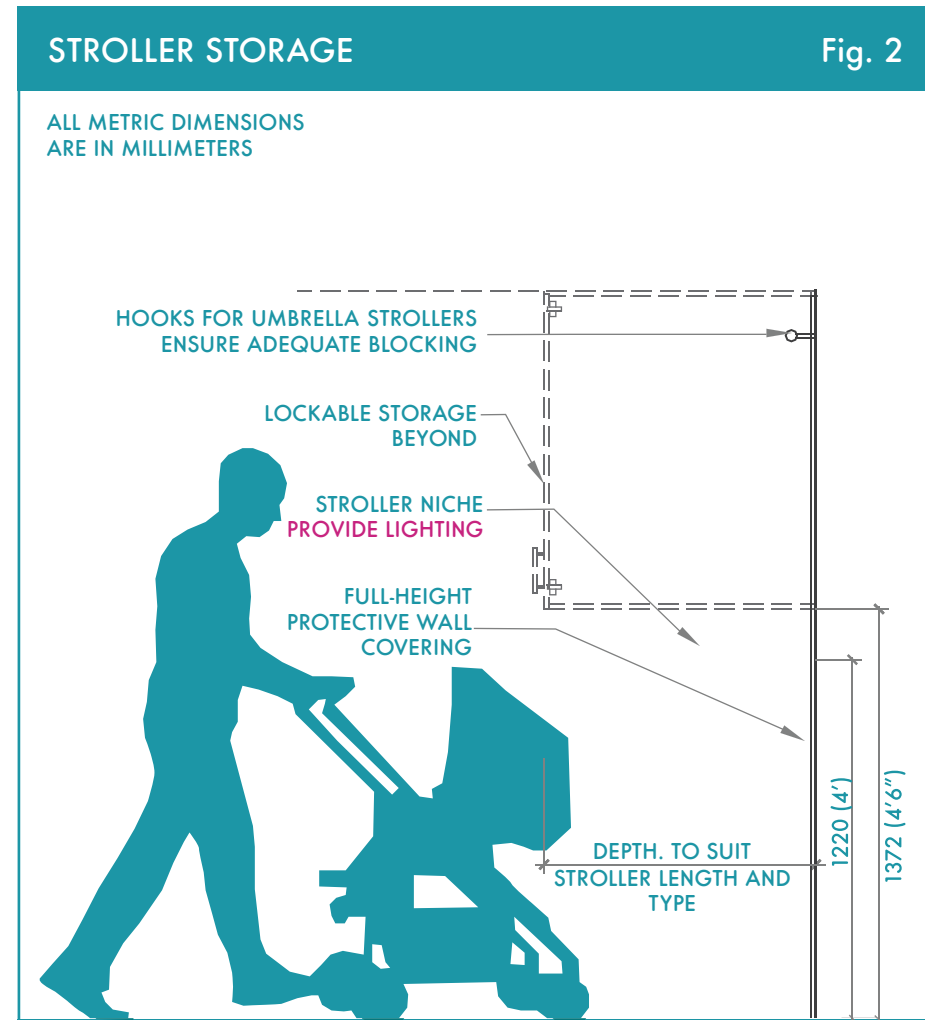 STROLLER STORAGE
Fig. 2
ALL METRIC DIMENSIONS
ARE IN MILLIMETERS
HOOKS FOR UMBRELLA STROLLERS
ENSURE ADEQUATE BLOCKING
LOCKABLE STORAGE
BEYOND
STROLLER NICHE
PROVIDE LIGHTING
FULL-HEIGHT
PROTECTIVE WALL
COVERING
DEPTH. TO SUIT
STROLLER LENGTH AND
TYPE
1220 (4')
1372 (4'6")